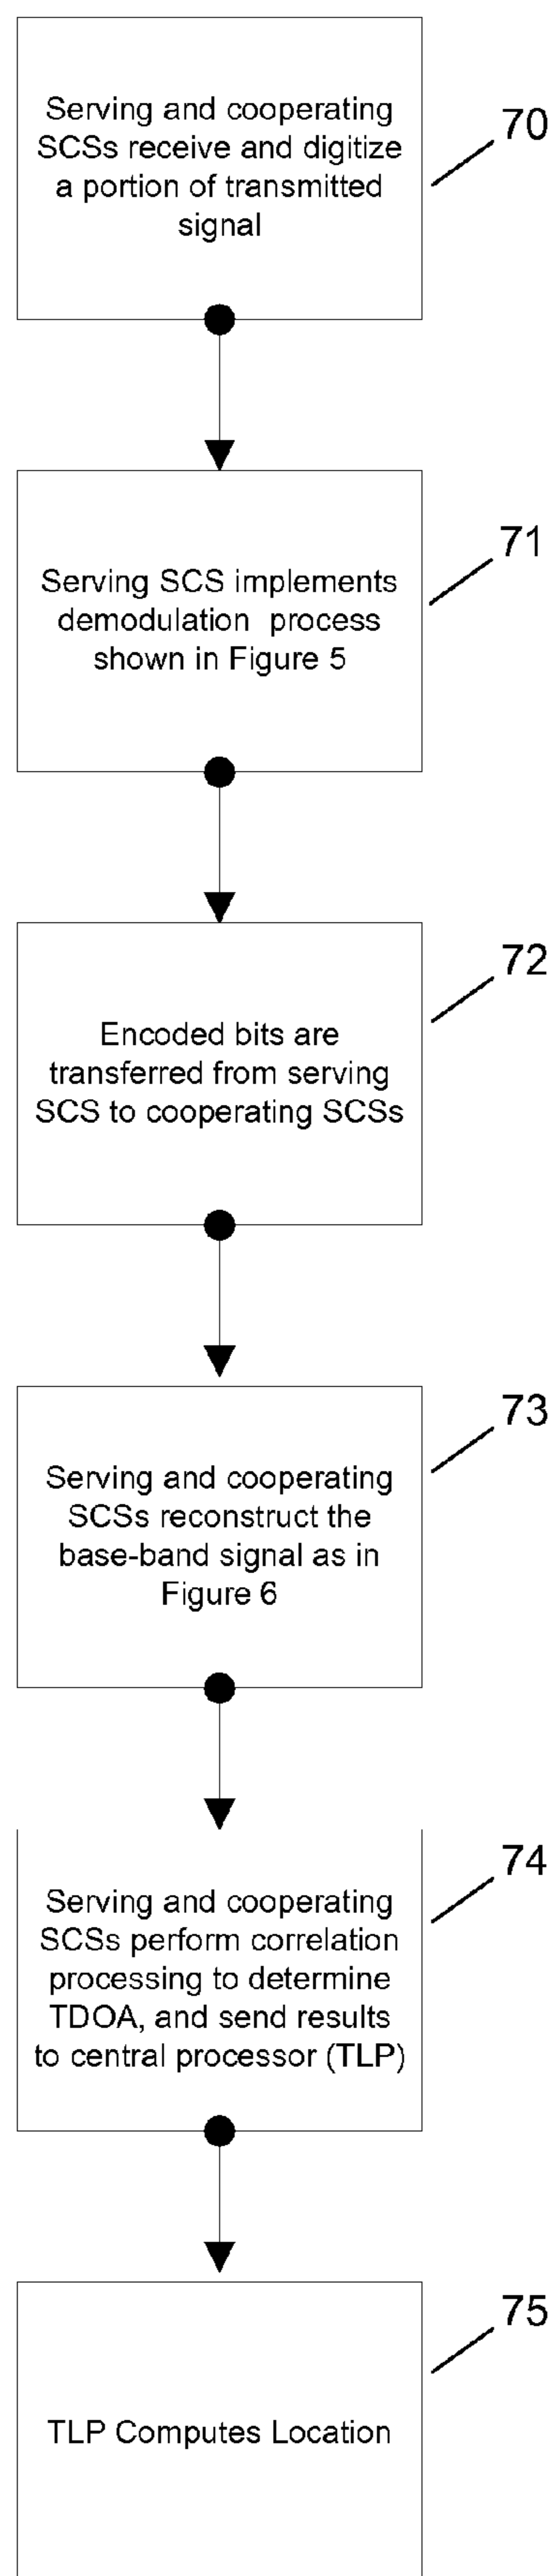 Serving and cooperating
SCSs receive and digitize
a portion of transmitted
signal
70
Serving SCS implements
demodulation process
shown in Figure 5
71
Encoded bits are
transferred from serving
SCS to cooperating SCSs
72
Serving and cooperating
SCSs reconstruct the
base-band signal as in
Figure 6
73
Serving and cooperating
SCSs perform correlation
processing to determine
TDOA, and send results
to central processor (TLP)
74
TLP Computes Location
75